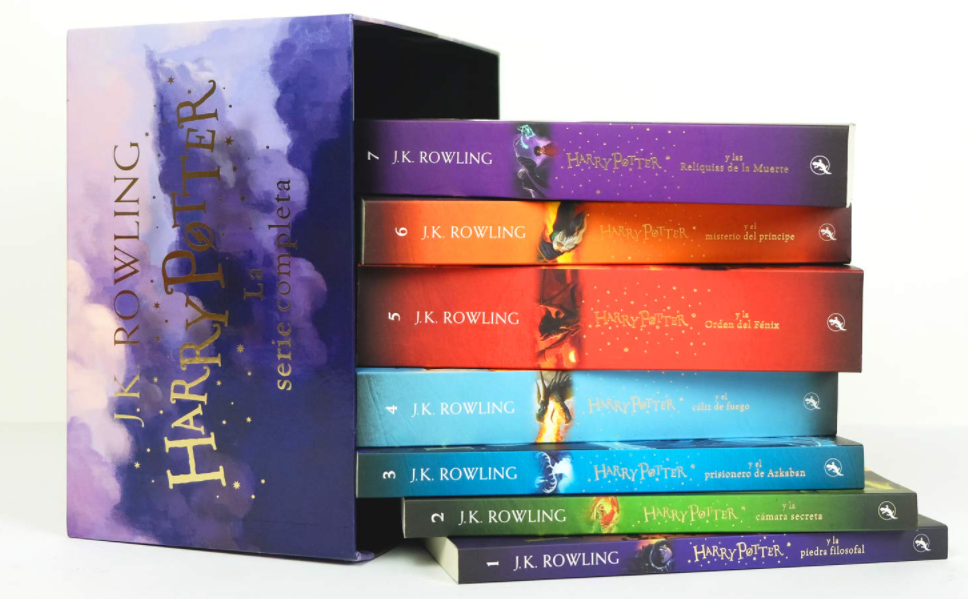 J.K. ROWLING
HARRY POTTER
La
serie completa
7 J.K. ROWLING HARRY POTTER y las
Reliquias de la Muerte
6 J.K. ROWLING HARRY POTTER y el
misterio del príncipe
5 J.K. ROWLING HARRY POTTER y la
Orden del Fénix
4 J.K. ROWLING HARRY POTTER y el
cáliz de fuego
3 J.K. ROWLING HARRY POTTER y el
prisionero de Azkaban
2 J.K. ROWLING HARRY POTTER y la
cámara secreta
1 J.K. ROWLING HARRY POTTER y la
piedra filosofal